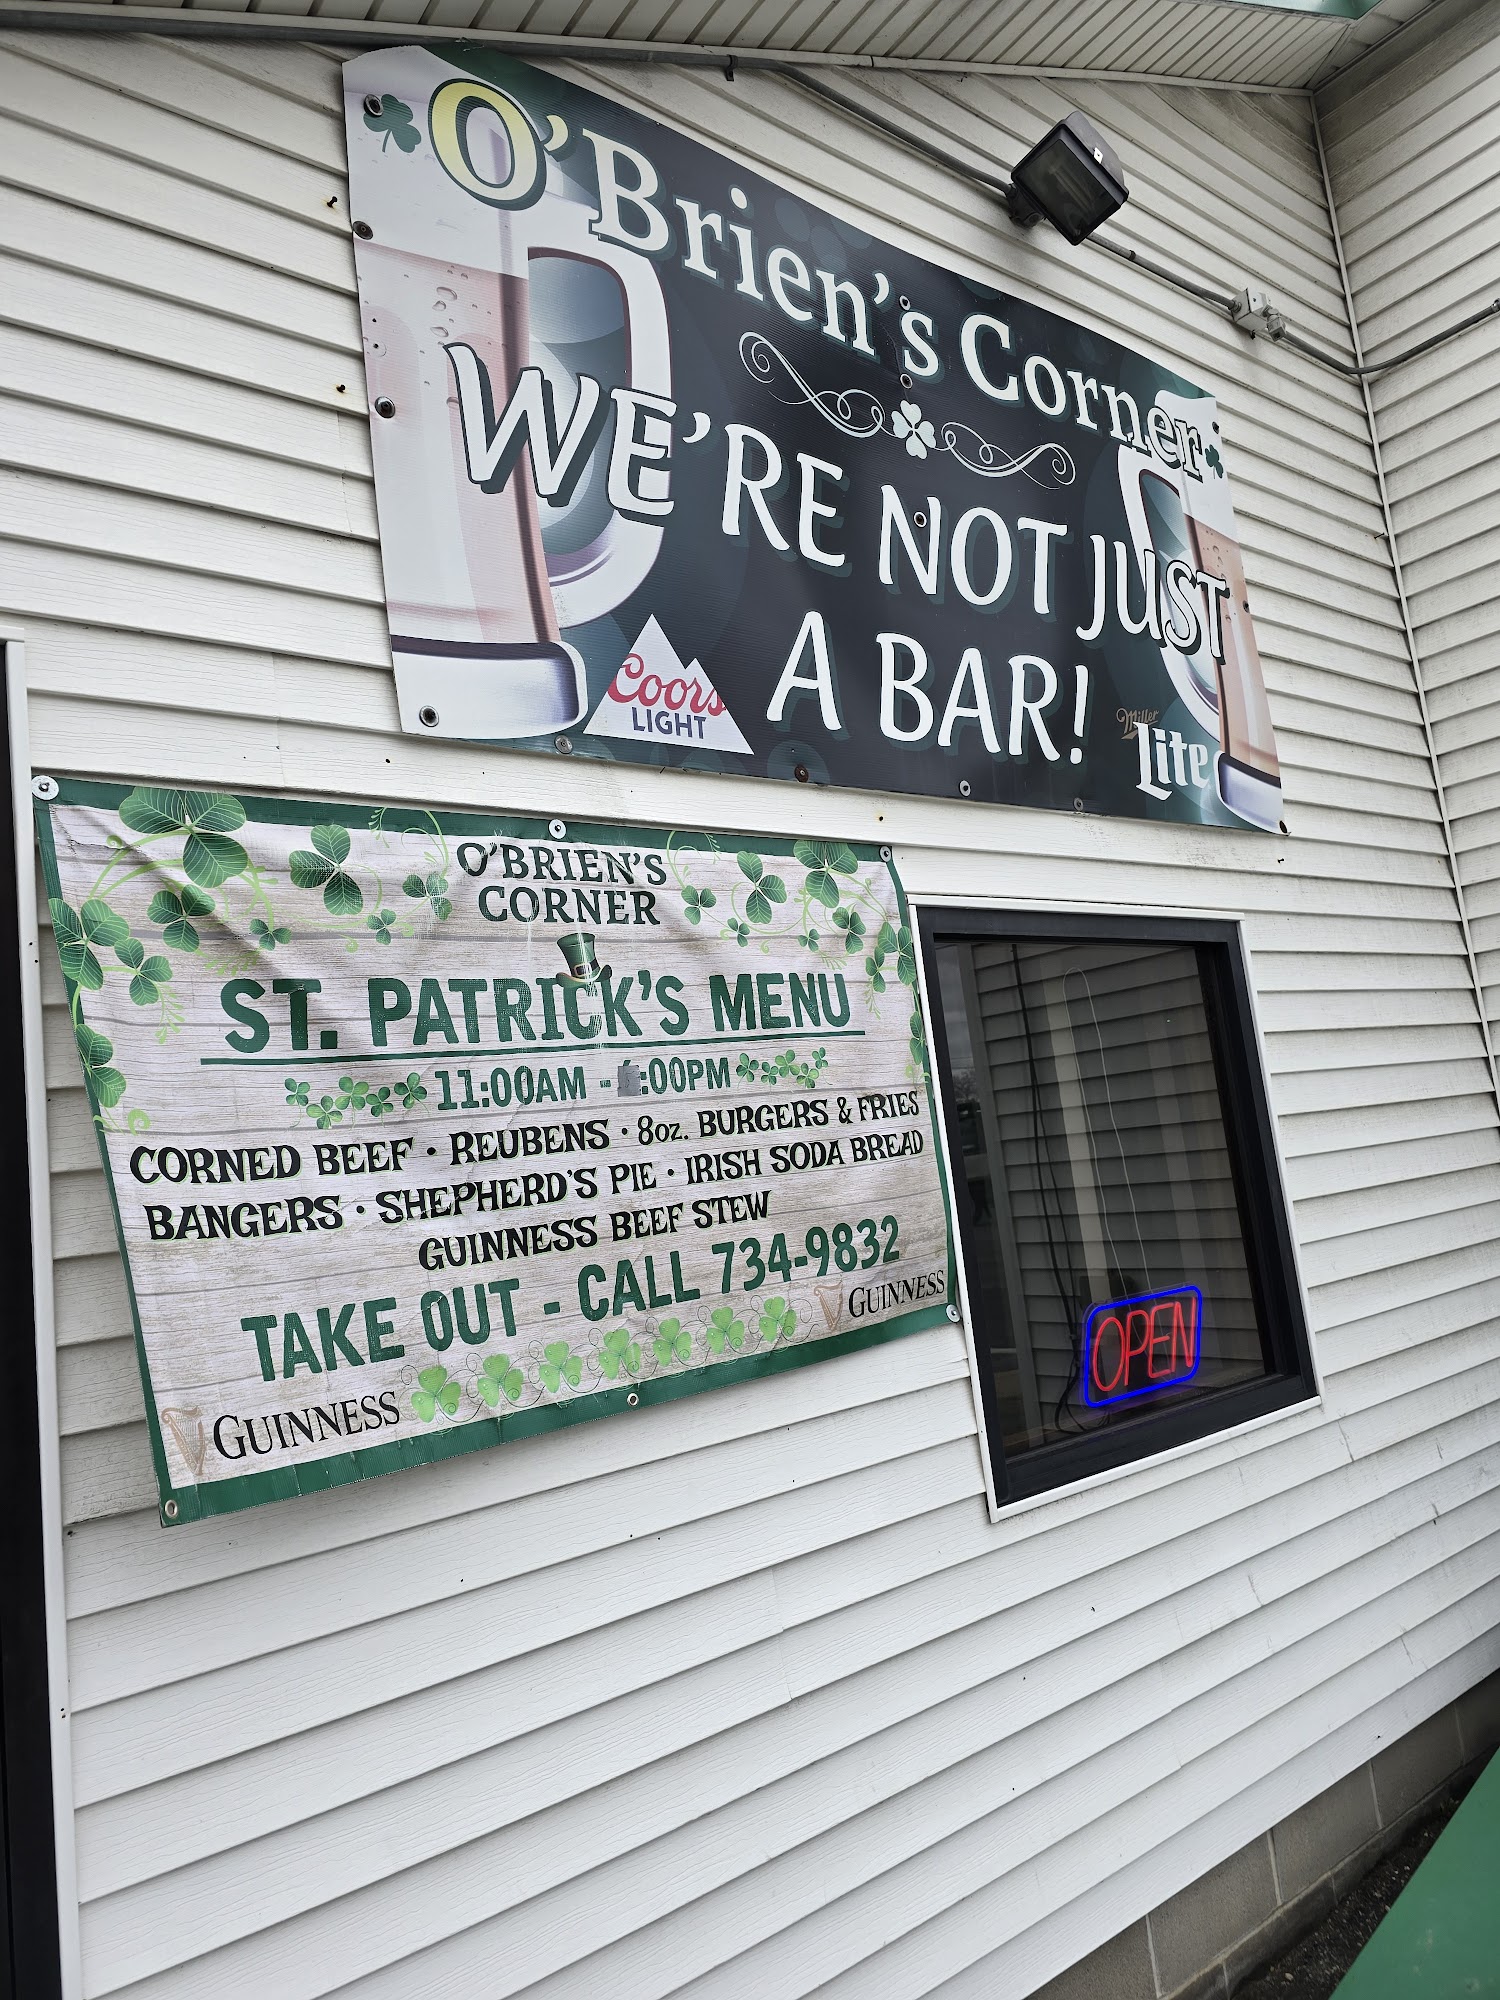 O'Brien's Corner
WE'RE NOT JUST
A BAR!
Coors
LIGHT
Miller
Lite
O'BRIEN'S
CORNER
ST. PATRICK'S MENU
11:00AM - :00PM
CORNED BEEF · REUBENS · 8oz. BURGERS & FRIES
BANGERS · SHEPHERD'S PIE · IRISH SODA BREAD
GUINNESS BEEF STEW
TAKE OUT - CALL 734-9832
GUINNESS
GUINNESS
OPEN